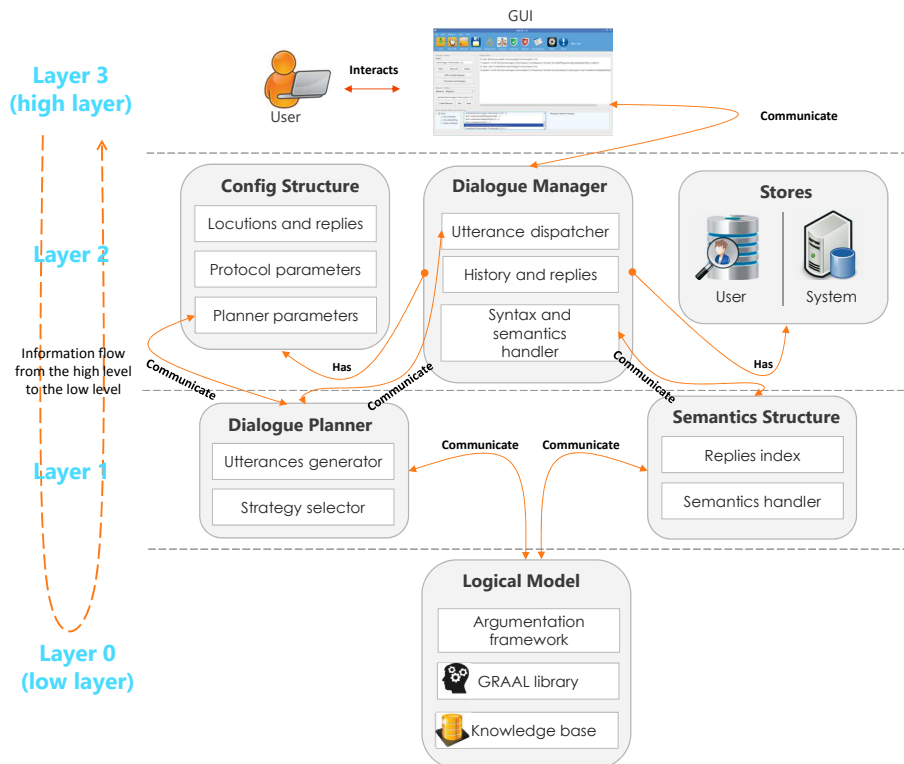 GUI
Layer 3
(high layer)
Interacts
User
Communicate
Config Structure
Locutions and replies
Protocol parameters
Planner parameters
Dialogue Manager
Utterance dispatcher
History and replies
Syntax and
semantics
handler
Stores
User
System
Layer 2
Information flow
from the high level
to the low level
Communicate
Has
Communicate
Communicate
Has
Dialogue Planner
Utterances generator
Strategy selector
Communicate
Communicate
Semantics Structure
Replies index
Semantics handler
Layer 1
Logical Model
Argumentation
framework
GRAAL library
Knowledge base
Layer 0
(low layer)